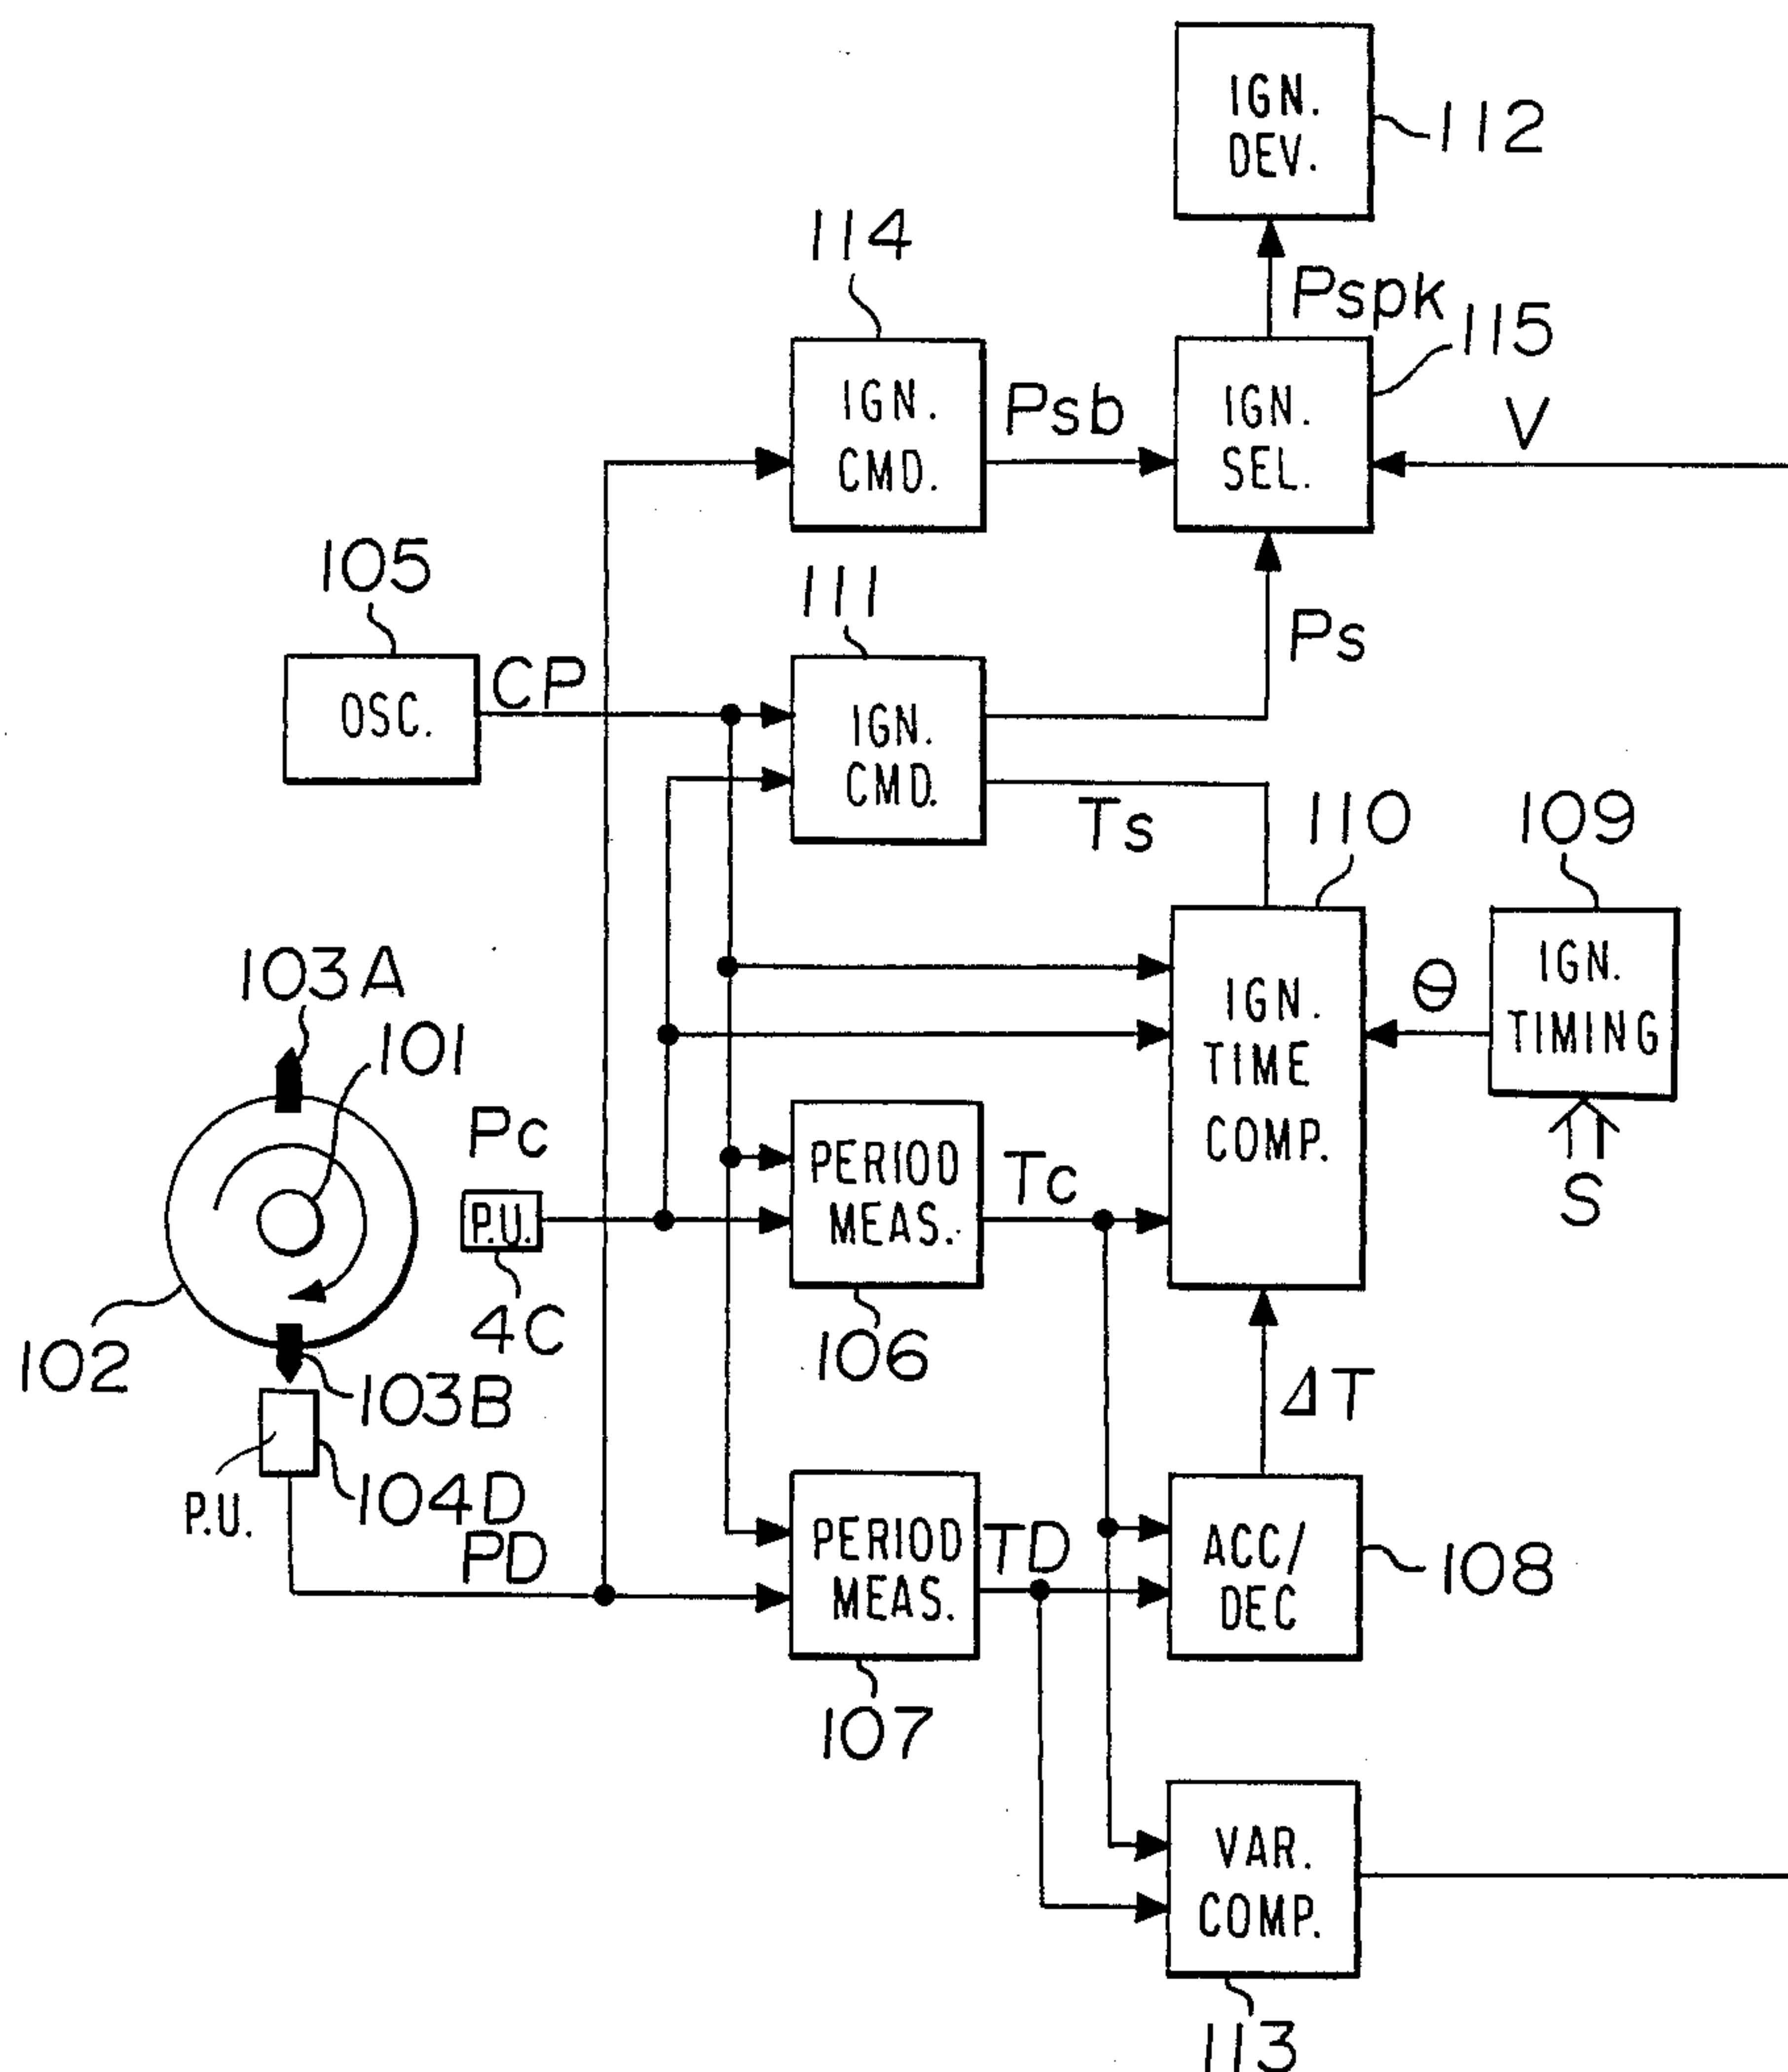 IGN.
DEV.
112
114
Pspk
115
IGN.
CMD.
Psb
IGN.
SEL.
V
105
111
Ps
OSC.
CP
IGN.
CMD.
Ts
110
109
103A
101
IGN.
TIME
COMP.
θ
IGN.
TIMING
S
Pc
P.U.
4C
PERIOD
MEAS.
Tc
106
102
103B
P.U.
104D
PD
ΔT
PERIOD
MEAS.
TD
ACC/
DEC
108
107
VAR.
COMP.
113